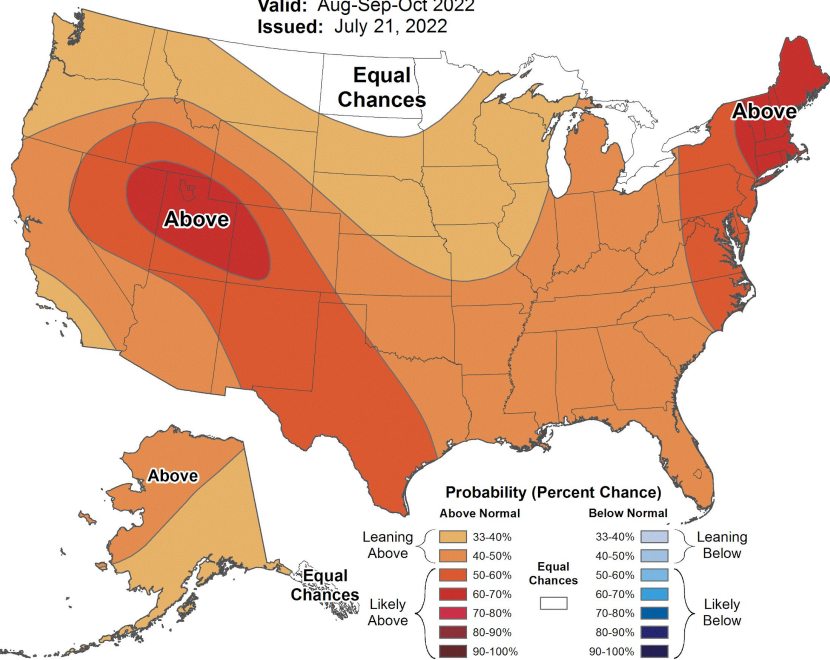 Valid: Aug-Sep-Oct 2022
Issued: July 21, 2022
Equal
Chances
Above
Above
Above
Equal
Chances
Probability (Percent Chance)
Above Normal
Below Normal
Leaning
Above
33-40%
40-50%
Likely
Above
50-60%
60-70%
70-80%
80-90%
90-100%
Equal
Chances
33-40%
40-50%
Leaning
Below
50-60%
60-70%
70-80%
80-90%
90-100%
Likely
Below